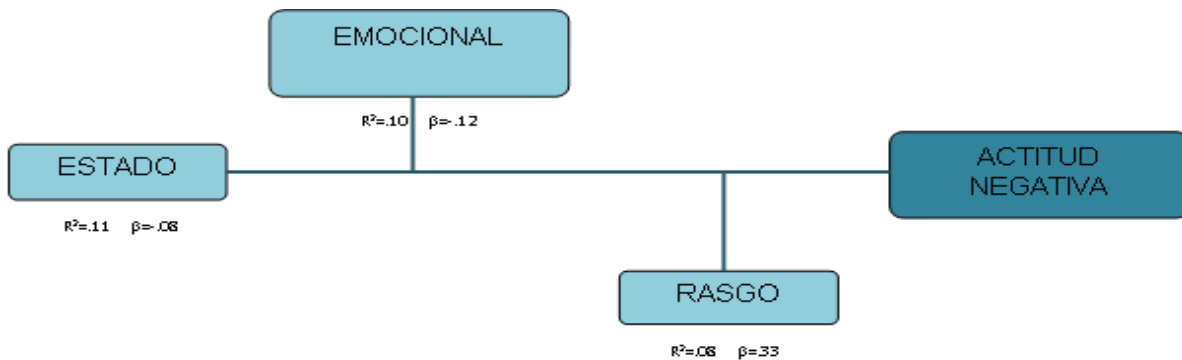 EMOCIONAL
R²=.10 β=-.12
ESTADO
R²=.11 β=-.08
ACTITUD
NEGATIVA
RASGO
R²=.08 β=.33